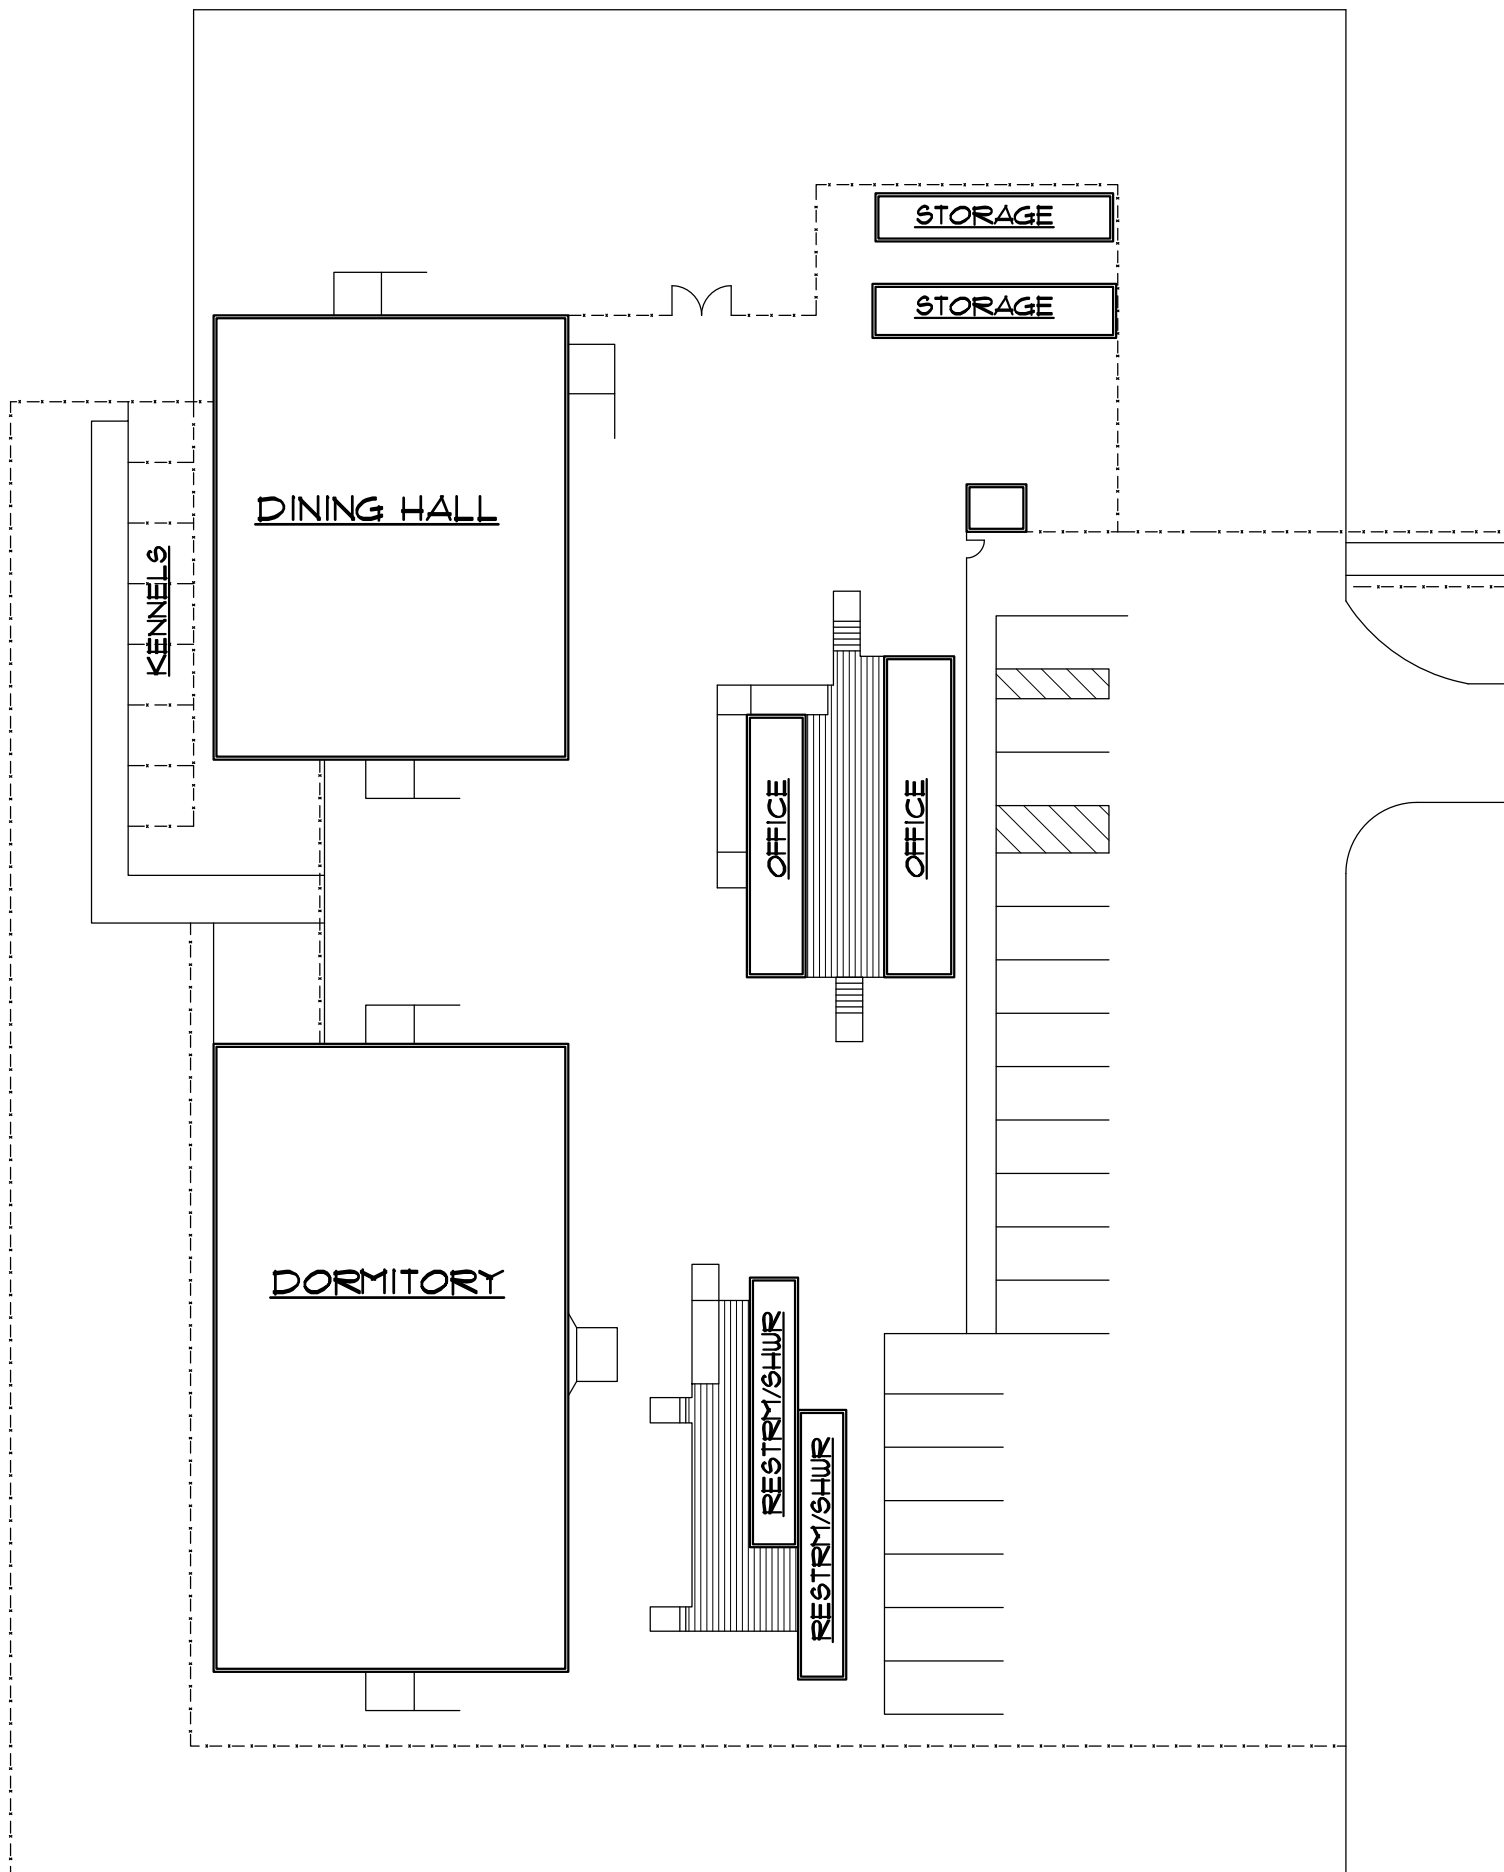 STORAGE
STORAGE
DINING HALL
KENNELS
OFFICE
OFFICE
DORMITORY
RESTRM/SHWR
RESTRM/SHWR